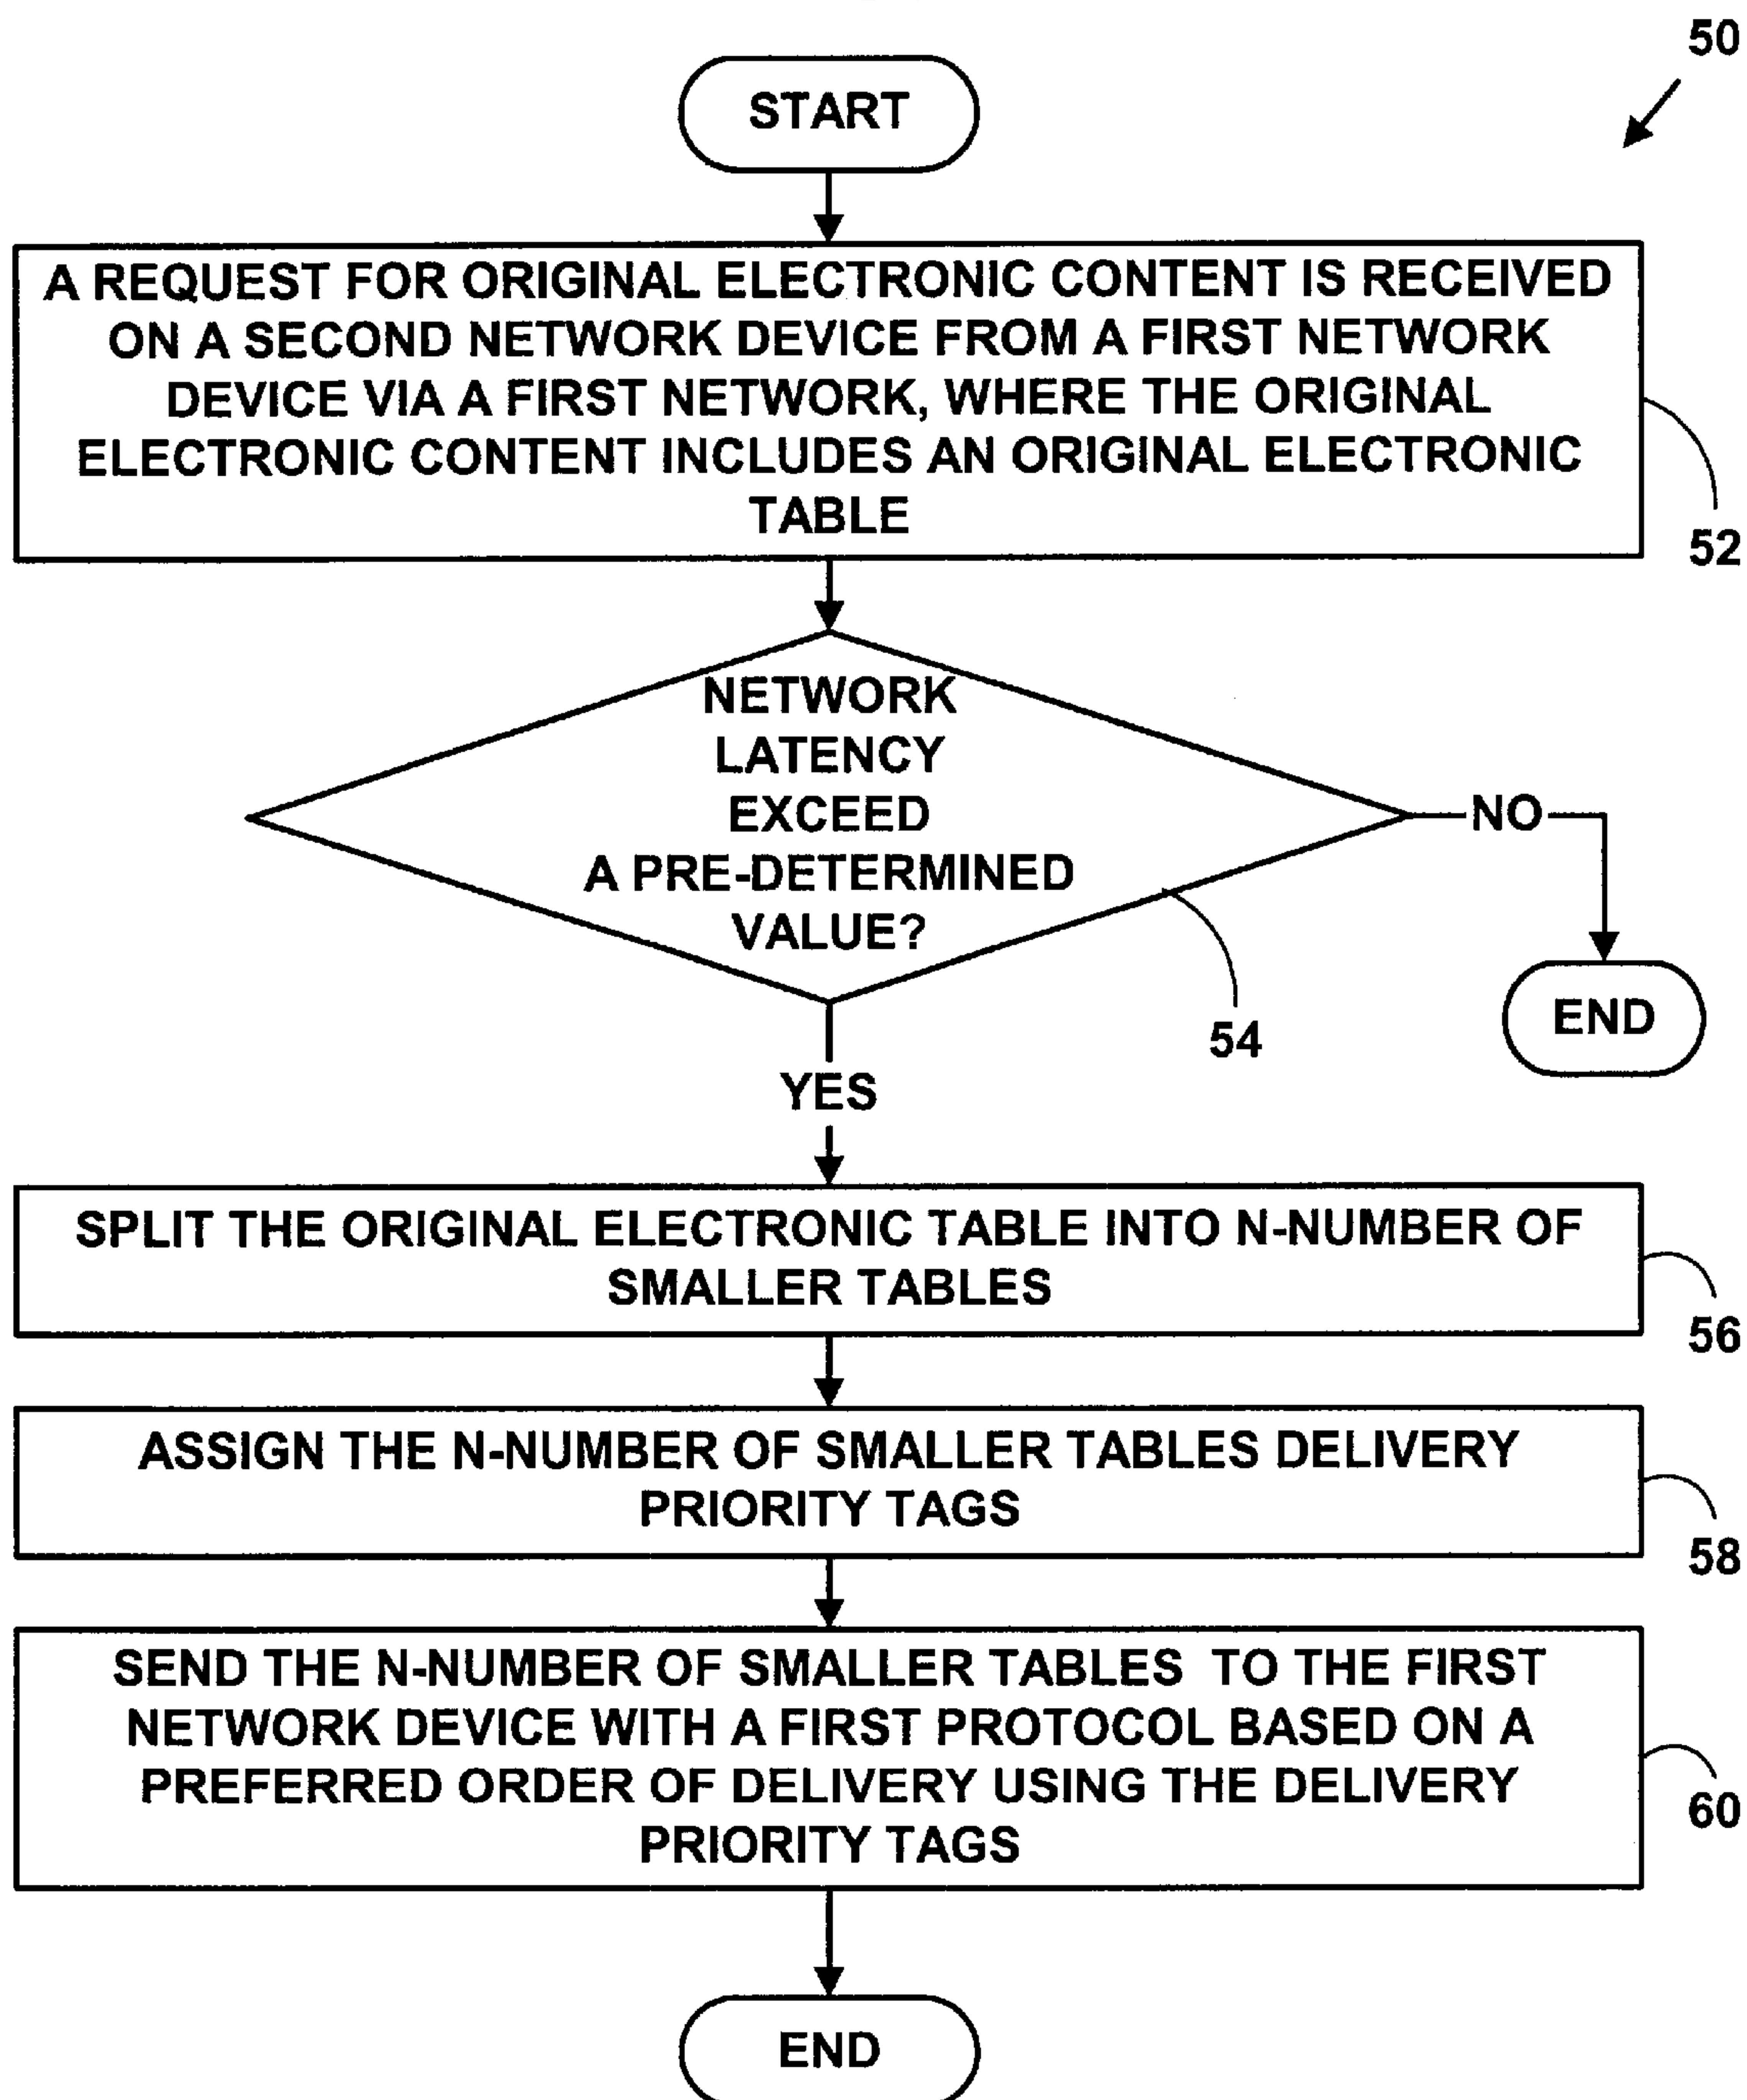 50
START
A REQUEST FOR ORIGINAL ELECTRONIC CONTENT IS RECEIVED
ON A SECOND NETWORK DEVICE FROM A FIRST NETWORK
DEVICE VIA A FIRST NETWORK, WHERE THE ORIGINAL
ELECTRONIC CONTENT INCLUDES AN ORIGINAL ELECTRONIC
TABLE
52
NETWORK
LATENCY
EXCEED
A PRE-DETERMINED
VALUE?
NO
54
END
YES
SPLIT THE ORIGINAL ELECTRONIC TABLE INTO N-NUMBER OF
SMALLER TABLES
56
ASSIGN THE N-NUMBER OF SMALLER TABLES DELIVERY
PRIORITY TAGS
58
SEND THE N-NUMBER OF SMALLER TABLES TO THE FIRST
NETWORK DEVICE WITH A FIRST PROTOCOL BASED ON A
PREFERRED ORDER OF DELIVERY USING THE DELIVERY
PRIORITY TAGS
60
END